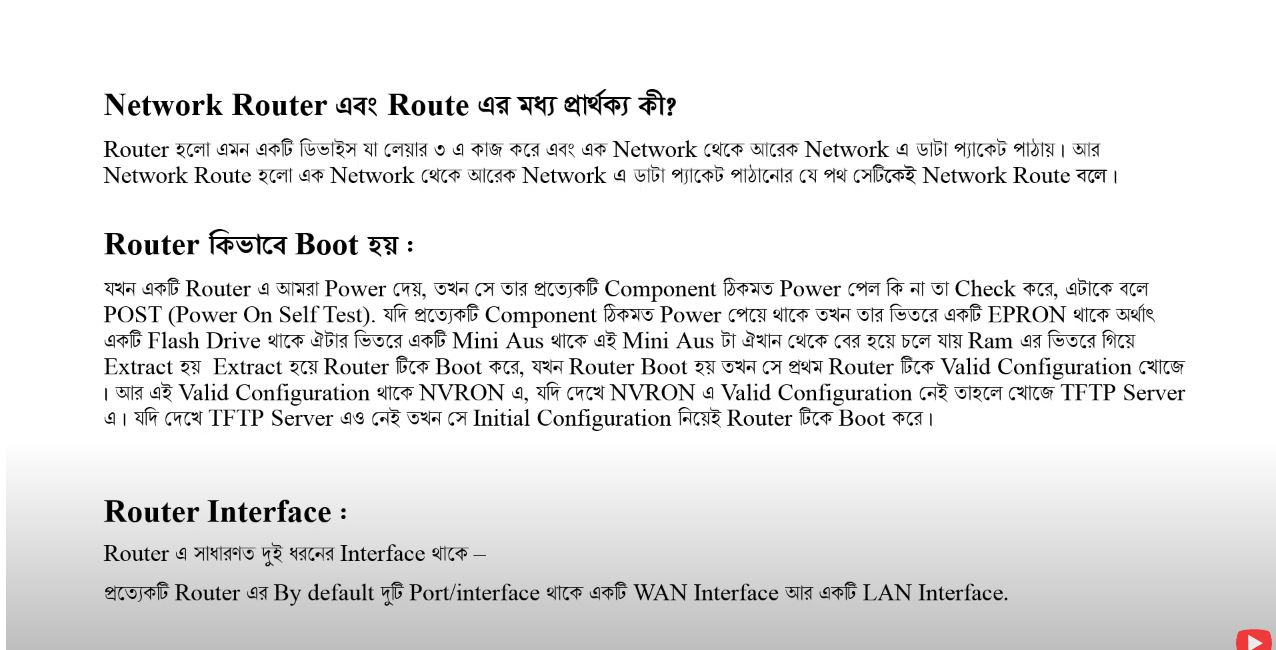 Network Router এবং Route এর মধ্য প্রার্থক্য কী?
Router হলো এমন একটি ডিভাইস যা লেয়ার ৩ এ কাজ করে এবং এক Network থেকে আরেক Network এ ডাটা প্যাকেট পাঠায়। আর
Network Route হলো এক Network থেকে আরেক Network এ ডাটা প্যাকেট পাঠানোর যে পথ সেটিকেই Network Route বলে।
Router কিভাবে Boot হয় :
যখন একটি Router এ আমরা Power দেয়, তখন সে তার প্রত্যেকটি Component ঠিকমত Power পেল কি না তা Check করে, এটাকে বলে
POST (Power On Self Test). যদি প্রত্যেকটি Component ঠিকমত Power পেয়ে থাকে তখন তার ভিতরে একটি EPRON থাকে অর্থাৎ
একটি Flash Drive থাকে ঐটার ভিতরে একটি Mini Aus থাকে এই Mini Aus টা ঐখান থেকে বের হয়ে চলে যায় Ram এর ভিতরে গিয়ে
Extract হয় Extract হয়ে Router টিকে Boot করে, যখন Router Boot হয় তখন সে প্রথম Router টিকে Valid Configuration খোজে
। আর এই Valid Configuration থাকে NVRON এ, যদি দেখে NVRON এ Valid Configuration নেই তাহলে খোজে TFTP Server
এ। যদি দেখে TFTP Server এও নেই তখন সে Initial Configuration নিয়েই Router টিকে Boot করে।
Router Interface :
Router এ সাধারণত দুই ধরনের Interface থাকে –
প্রত্যেকটি Router এর By default দুটি Port/interface থাকে একটি WAN Interface আর একটি LAN Interface.